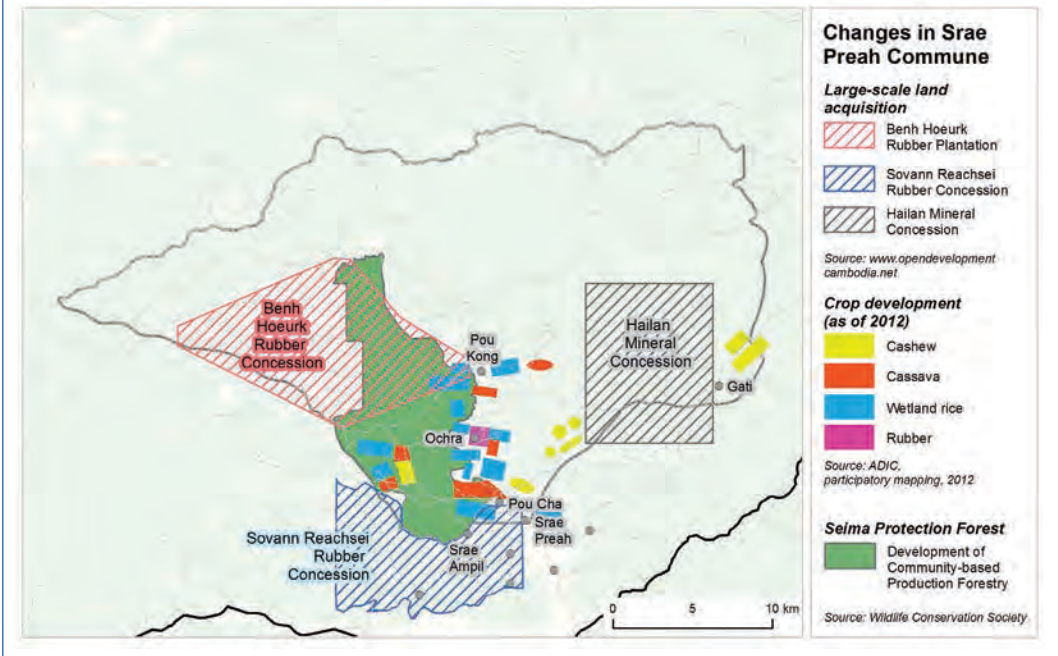 Benh
Hoeurk
Rubber
Concession
Pou
Kong
Hailan
Mineral
Concession
Gati
Ochra
Pou Cha
Srae
Preah
Sovann Reachsei
Rubber
Concession
Srae
Ampil
0 5 10 km
Changes in Srae
Preah Commune
Large-scale land
acquisition
Benh Hoeurk
Rubber Plantation
Sovann Reachsei
Rubber Concession
Hailan Mineral
Concession
Source: www.opendevelopment
cambodia.net
Crop development
(as of 2012)
Cashew
Cassava
Wetland rice
Rubber
Source: ADIC,
participatory mapping, 2012
Seima Protection Forest
Development of
Community-based
Production Forestry
Source: Wildlife Conservation Society